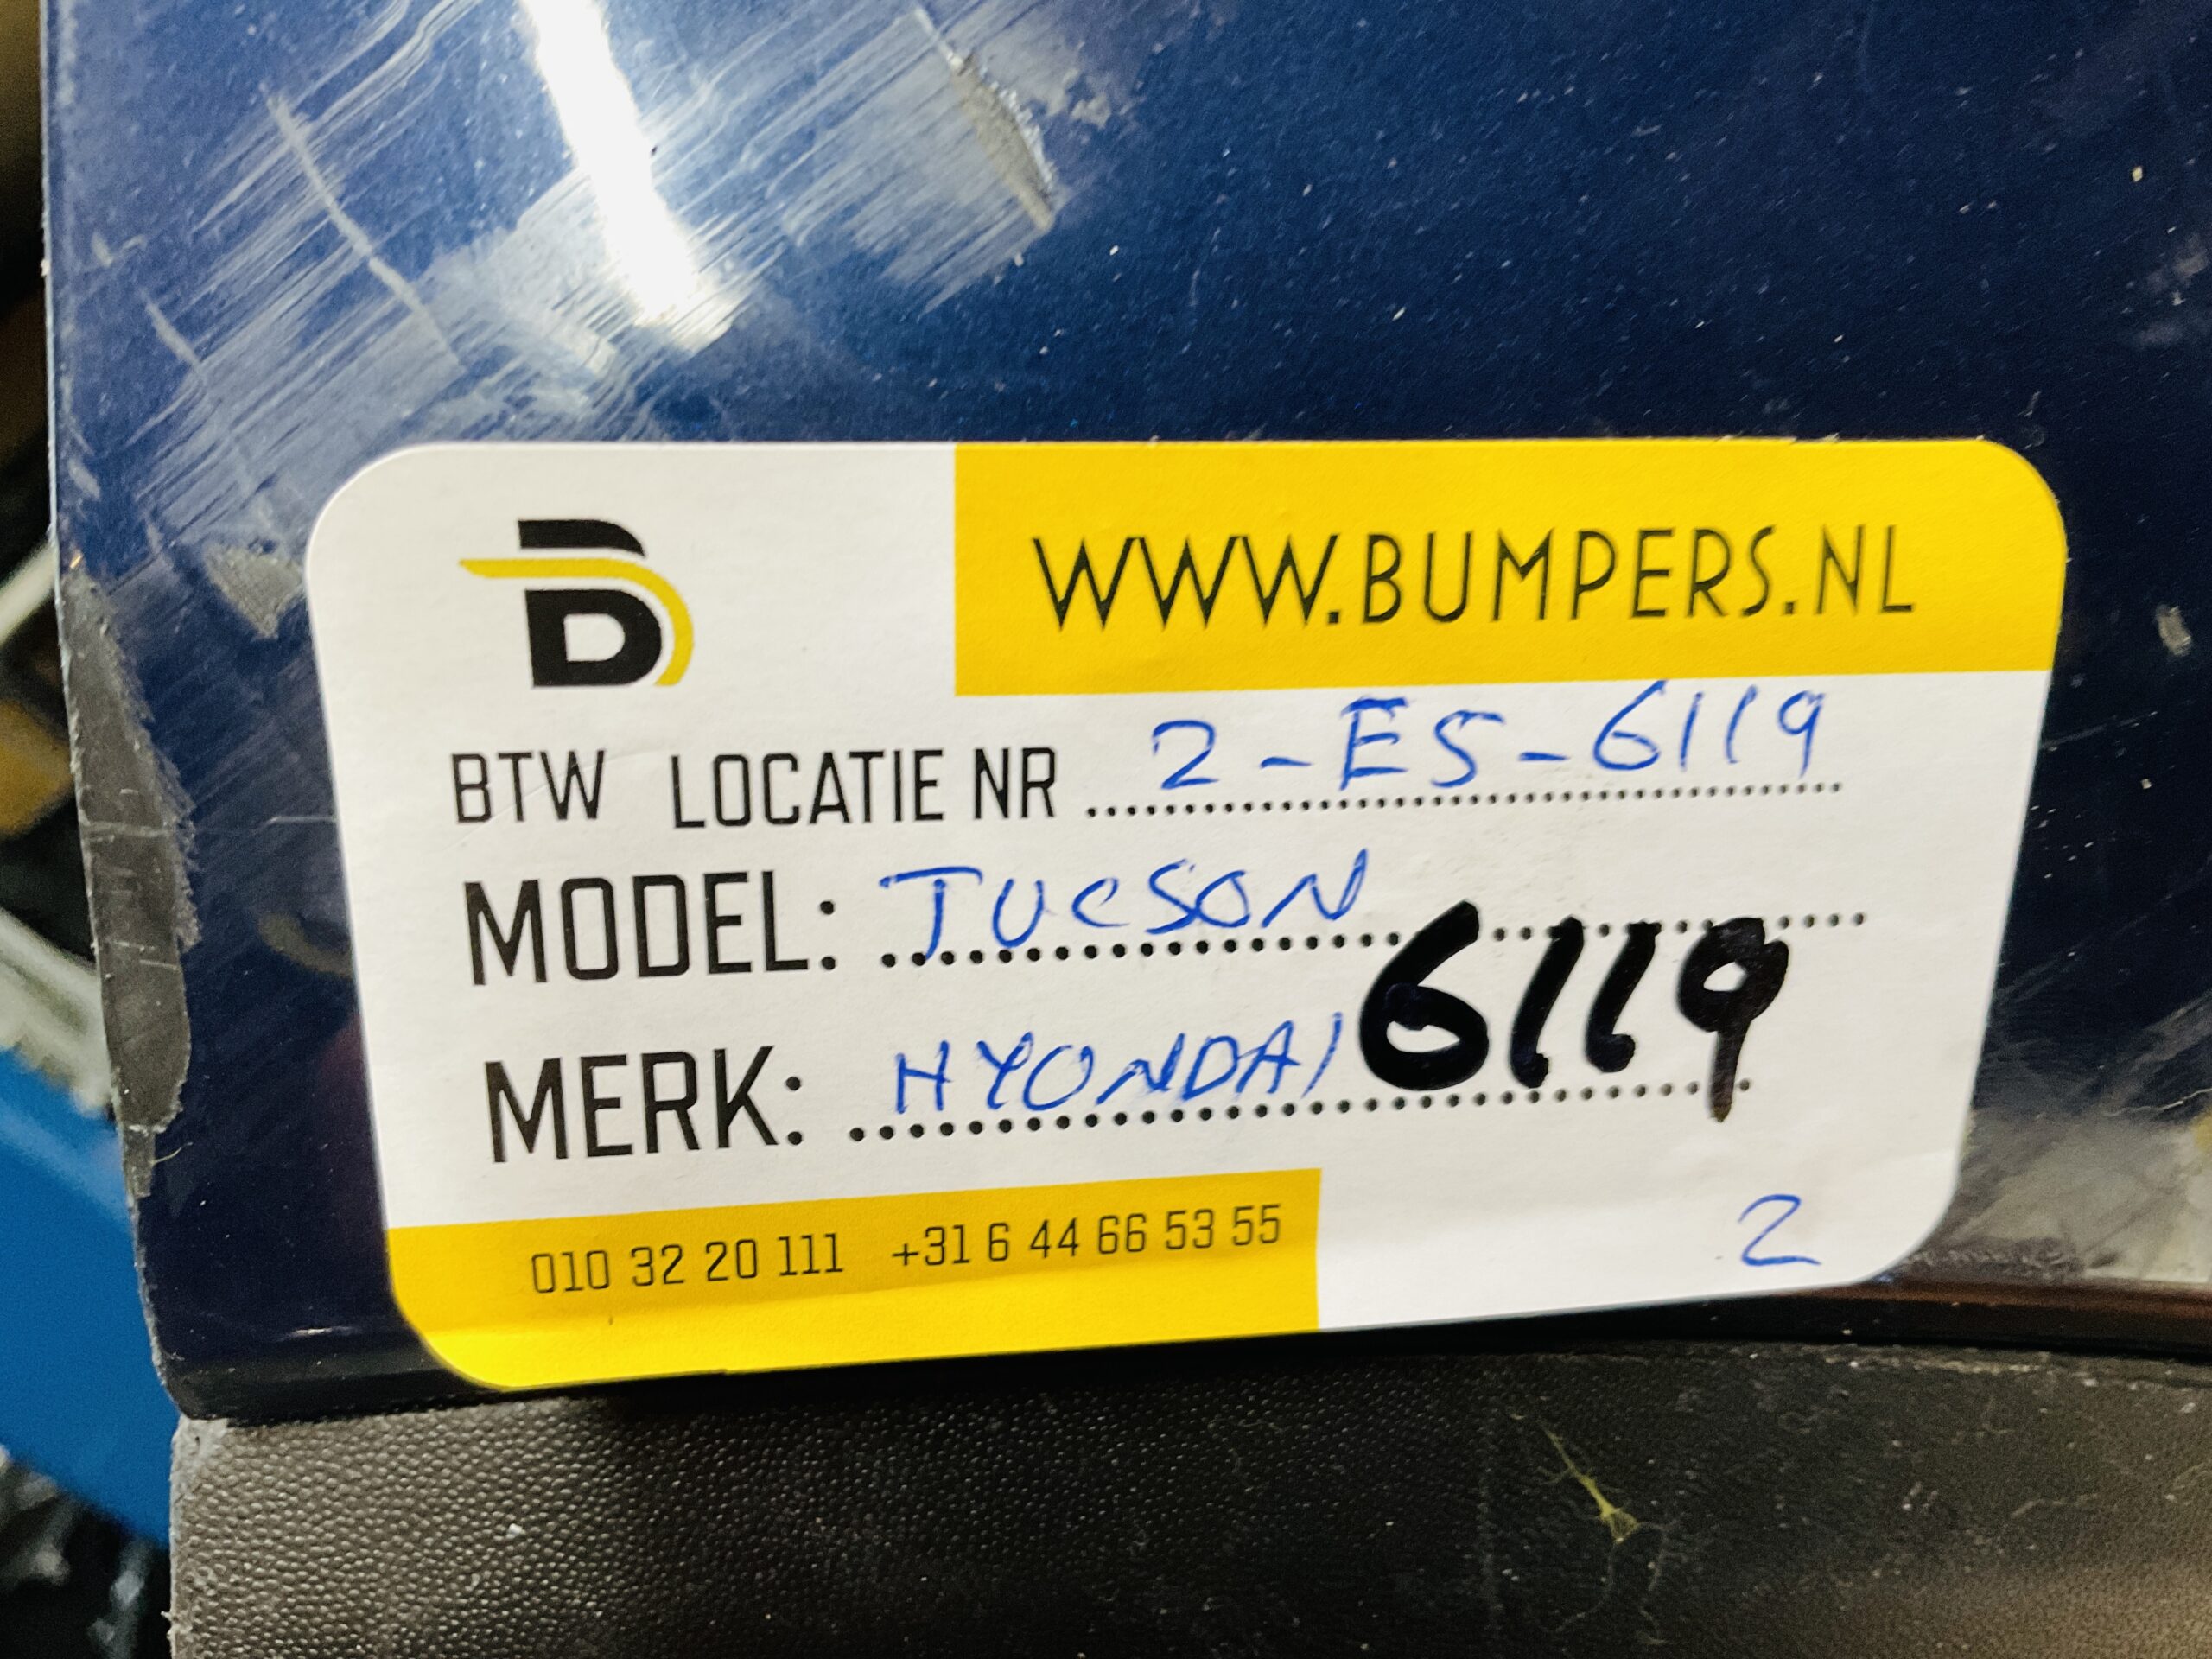 WWW.BUMPERS.NL
BTW LOCATIE NR 2-ES-6119
MODEL: TUCSON
MERK: HYONDAI 6119
010 32 20 111 +31 6 44 66 53 55
2